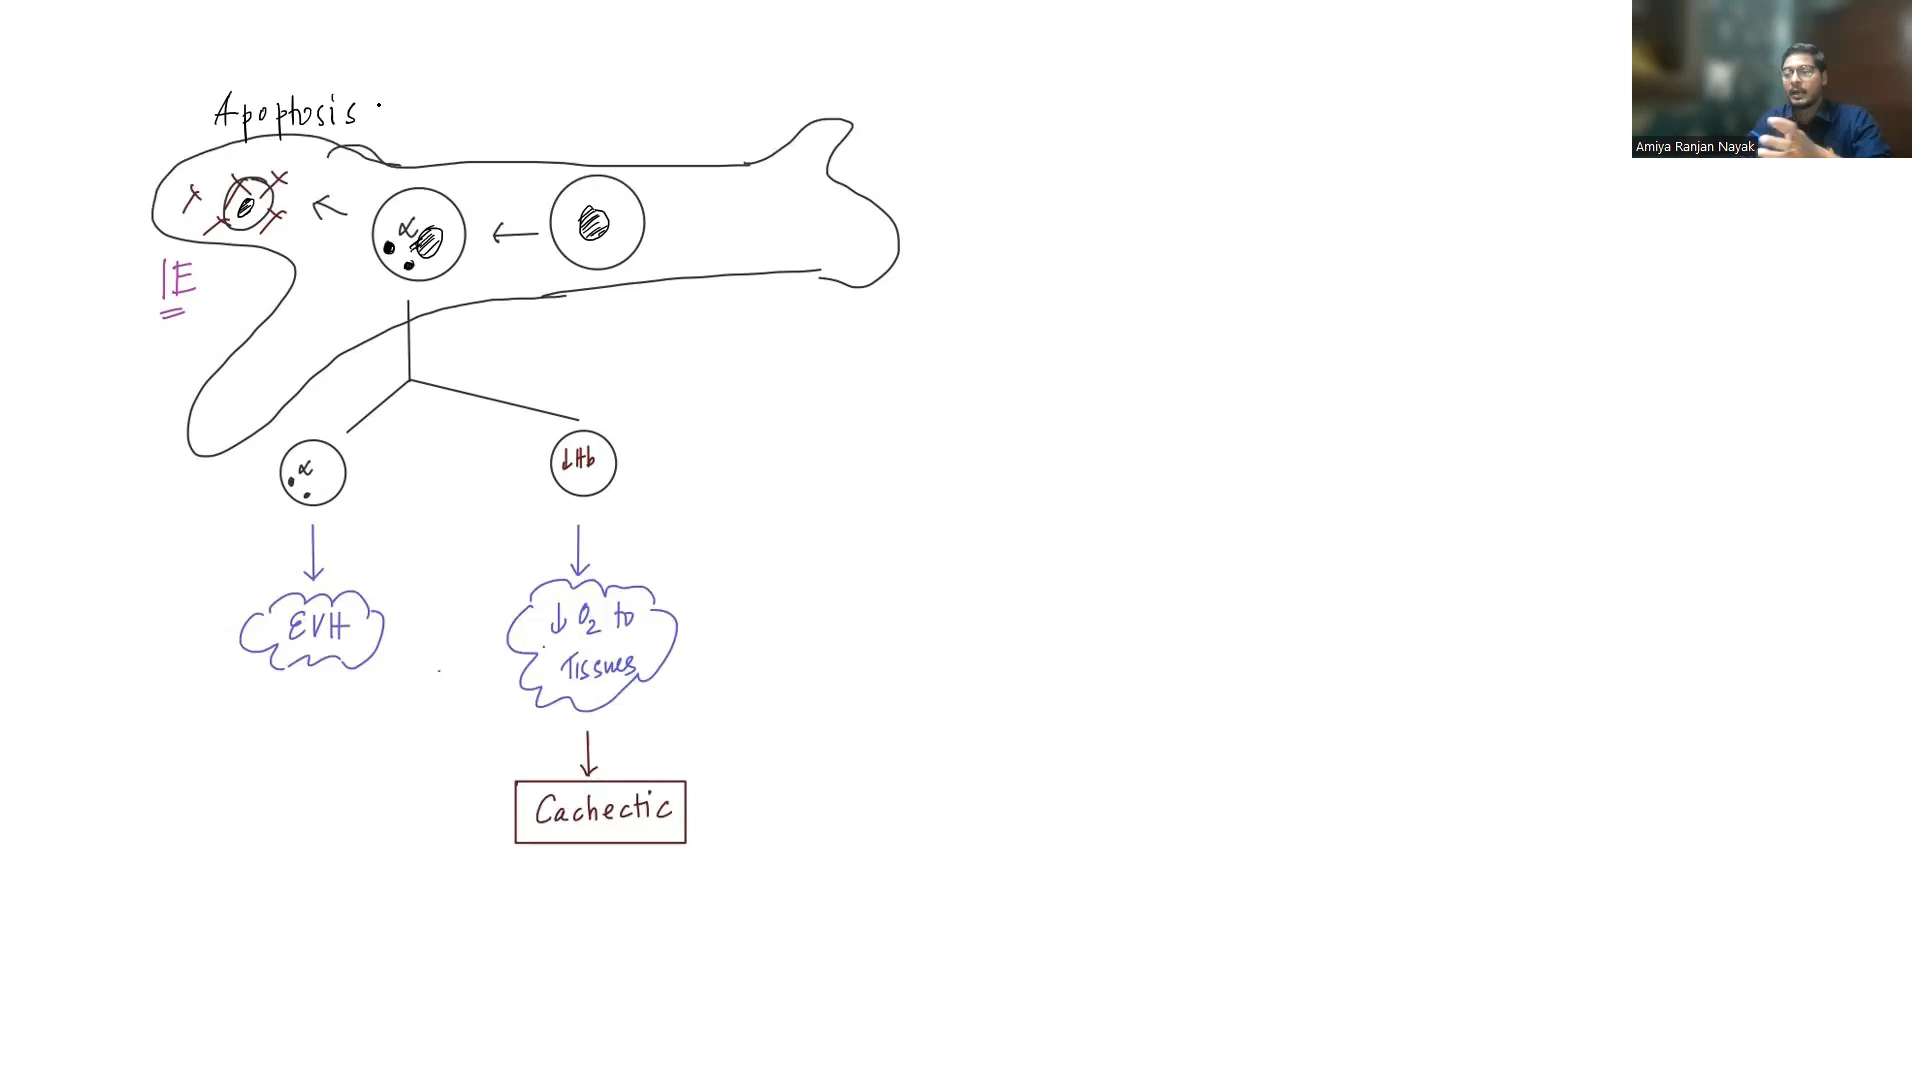 Apoptosis
Amiya Ranjan Nayak
α
IE
α
↓Hb
EVH
↓ O₂ to
Tissues
Cachectic